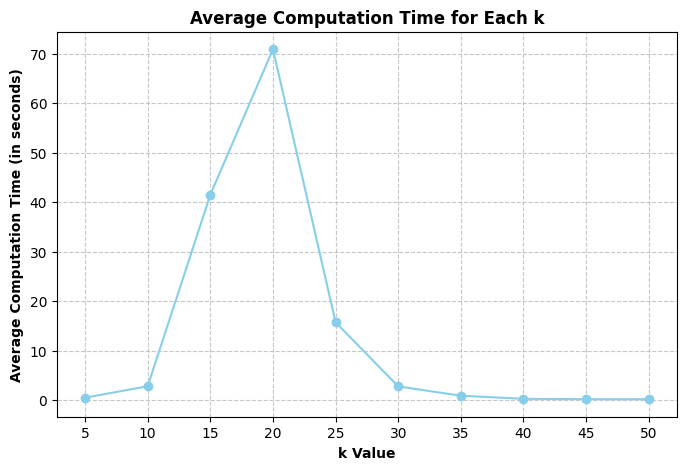 Average Computation Time for Each k
Average Computation Time (in seconds)
70
60
50
40
30
20
10
0
5 10 15 20 25 30 35 40 45 50
k Value